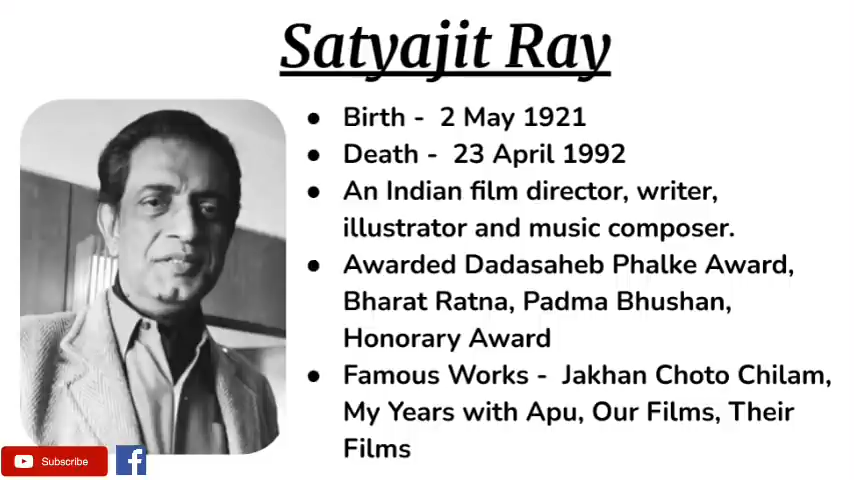 Satyajit Ray
● Birth - 2 May 1921
● Death - 23 April 1992
● An Indian film director, writer,
illustrator and music composer.
● Awarded Dadasaheb Phalke Award,
Bharat Ratna, Padma Bhushan,
Honorary Award
● Famous Works - Jakhan Choto Chilam,
My Years with Apu, Our Films, Their
Films
Subscribe